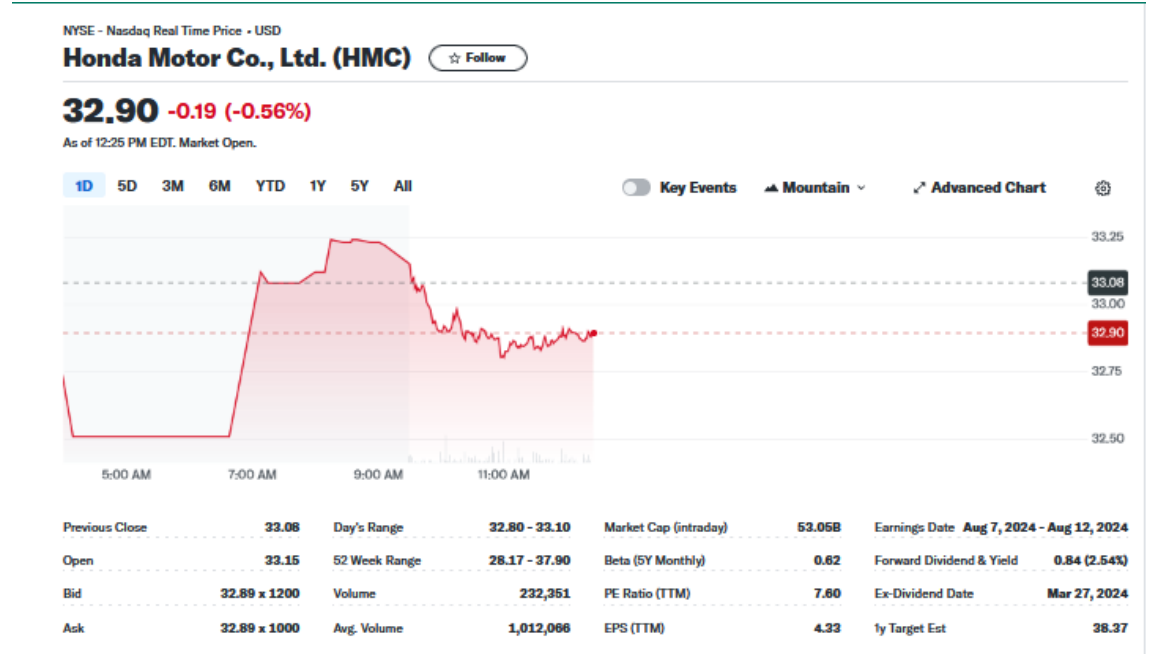 NYSE - Nasdaq Real Time Price • USD
Honda Motor Co., Ltd. (HMC) ☆ Follow
32.90 -0.19 (-0.56%)
As of 12:25 PM EDT. Market Open.
1D 5D 3M 6M YTD 1Y 5Y All Key Events Mountain Advanced Chart
33.25
33.08
33.00
32.90
32.75
32.50
5:00 AM 7:00 AM 9:00 AM 11:00 AM
Previous Close 33.08 Day's Range 32.80 - 33.10 Market Cap (intraday) 53.05B Earnings Date Aug 7, 2024 - Aug 12, 2024
Open 33.15 52 Week Range 28.17 - 37.90 Beta (5Y Monthly) 0.62 Forward Dividend & Yield 0.84 (2.54%)
Bid 32.89 x 1200 Volume 232,351 PE Ratio (TTM) 7.60 Ex-Dividend Date Mar 27, 2024
Ask 32.89 x 1000 Avg. Volume 1,012,066 EPS (TTM) 4.33 1y Target Est 38.37